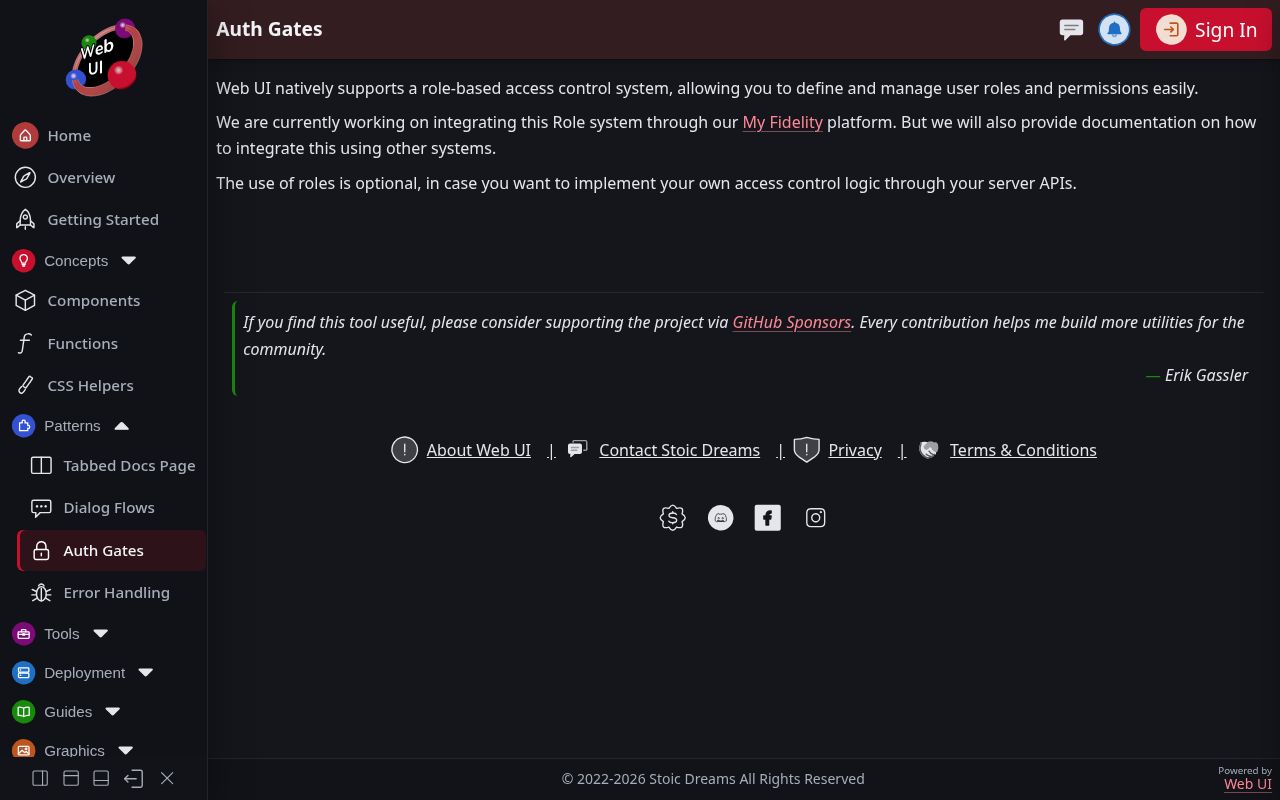 Web
UI
Home
Overview
Getting Started
Concepts
Components
Functions
CSS Helpers
Patterns
Tabbed Docs Page
Dialog Flows
Auth Gates
Error Handling
Tools
Deployment
Guides
Graphics
Auth Gates
Sign In
Web UI natively supports a role-based access control system, allowing you to define and manage user roles and permissions easily.
We are currently working on integrating this Role system through our My Fidelity platform. But we will also provide documentation on how
to integrate this using other systems.
The use of roles is optional, in case you want to implement your own access control logic through your server APIs.
If you find this tool useful, please consider supporting the project via GitHub Sponsors. Every contribution helps me build more utilities for the
community.
— Erik Gassler
About Web UI | Contact Stoic Dreams | Privacy | Terms & Conditions
© 2022-2026 Stoic Dreams All Rights Reserved
Powered by
Web UI